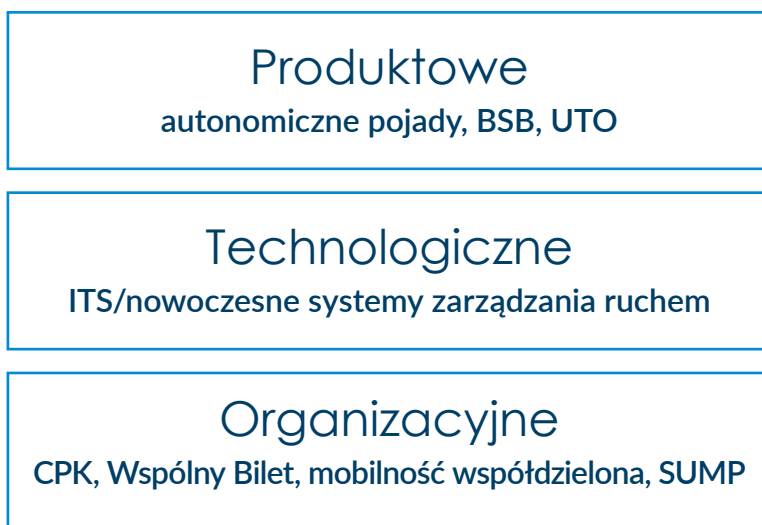 Produktowe
autonomiczne pojady, BSB, UTO
Technologiczne
ITS/nowoczesne systemy zarządzania ruchem
Organizacyjne
CPK, Wspólny Bilet, mobilność współdzielona, SUMP